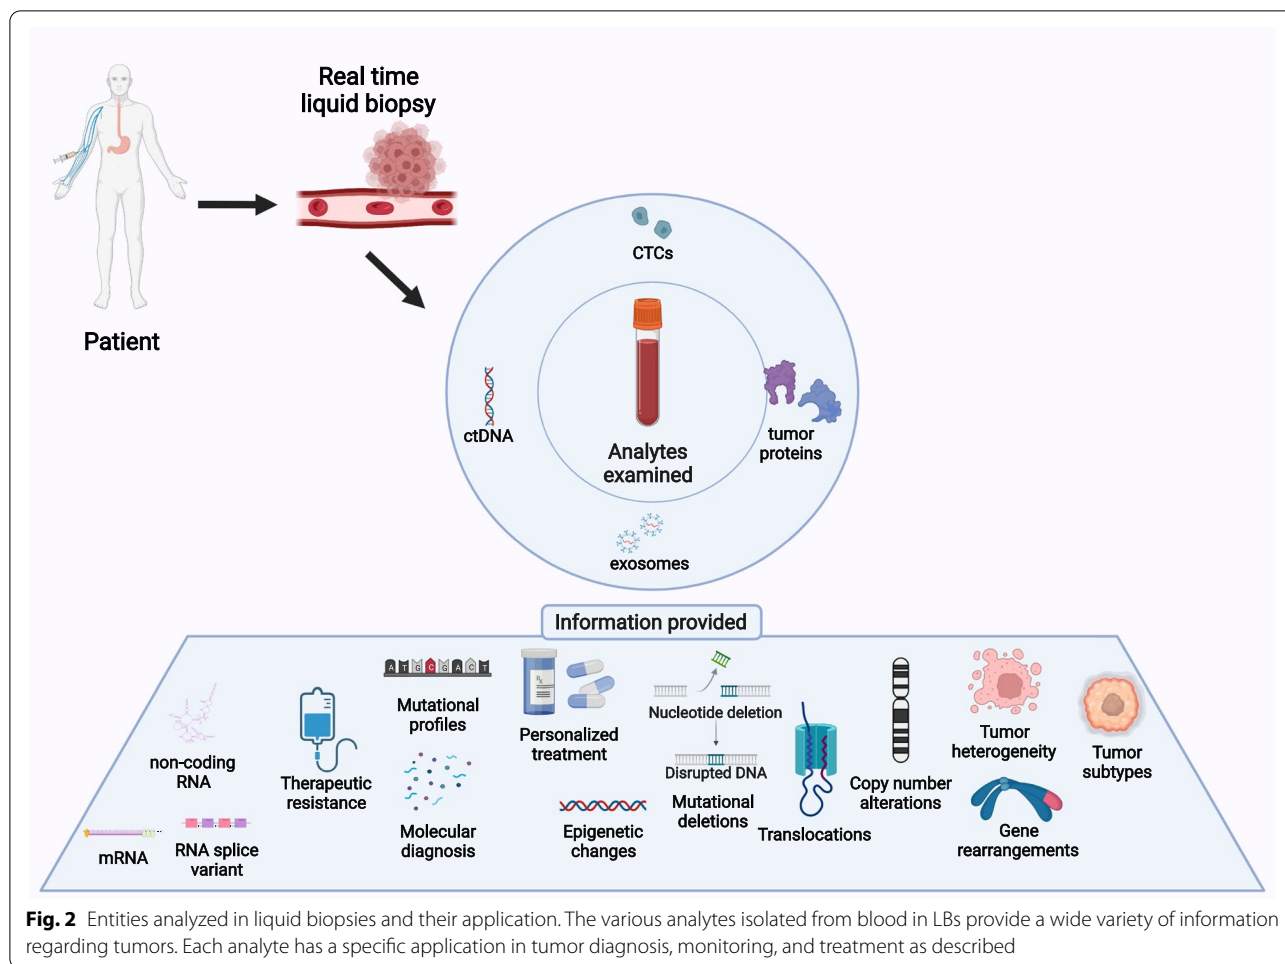 Real time
liquid biopsy
Patient
CTCs
ctDNA
tumor
proteins
Analytes
examined
exosomes
Information provided
non-coding
RNA
mRNA
RNA splice
variant
Therapeutic
resistance
A T G C G A C T
Mutational
profiles
Molecular
diagnosis
Rx
Personalized
treatment
Epigenetic
changes
Nucleotide deletion
Disrupted DNA
Mutational
deletions
Translocations
Copy number
alterations
Tumor
heterogeneity
Gene
rearrangements
Tumor
subtypes
Fig. 2 Entities analyzed in liquid biopsies and their application. The various analytes isolated from blood in LBs provide a wide variety of information
regarding tumors. Each analyte has a specific application in tumor diagnosis, monitoring, and treatment as described